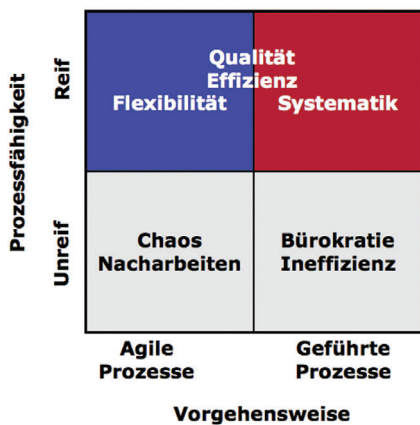 Prozessfähigkeit
Reif
Qualität
Effizienz
Flexibilität
Systematik
Unreif
Chaos
Nacharbeiten
Bürokratie
Ineffizienz
Agile
Prozesse
Geführte
Prozesse
Vorgehensweise